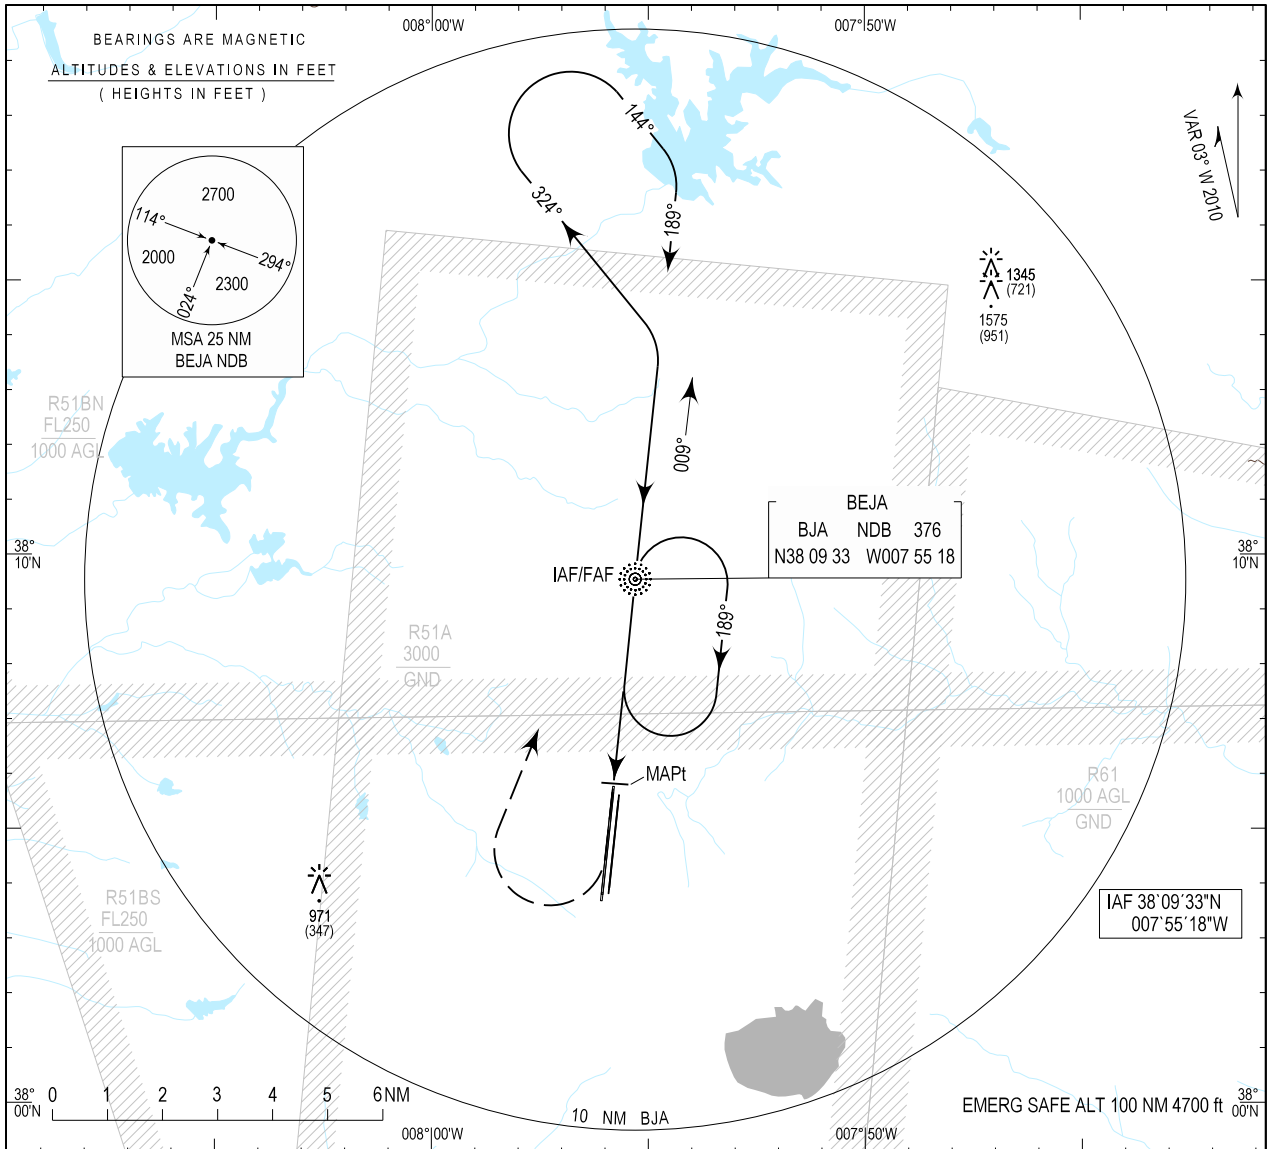 008°00'W
007°50'W
BEARINGS ARE MAGNETIC
ALTITUDES & ELEVATIONS IN FEET
( HEIGHTS IN FEET )
VAR 03° W 2010
144°
324°
189°
2700
114°
2000
294°
2300
024°
MSA 25 NM
BEJA NDB
1345
(721)
1575
(951)
R51BN
FL250
1000 AGL
009°
BEJA
BJA NDB 376
N38 09 33 W007 55 18
38°
10'N
38°
10'N
IAF/FAF
189°
R51A
3000
GND
MAPt
R61
1000 AGL
GND
971
(347)
R51BS
FL250
1000 AGL
IAF 38°09'33"N
007°55'18"W
38°
00'N
0 1 2 3 4 5 6NM
10 NM BJA
EMERG SAFE ALT 100 NM 4700 ft
38°
00'N
008°00'W
007°50'W